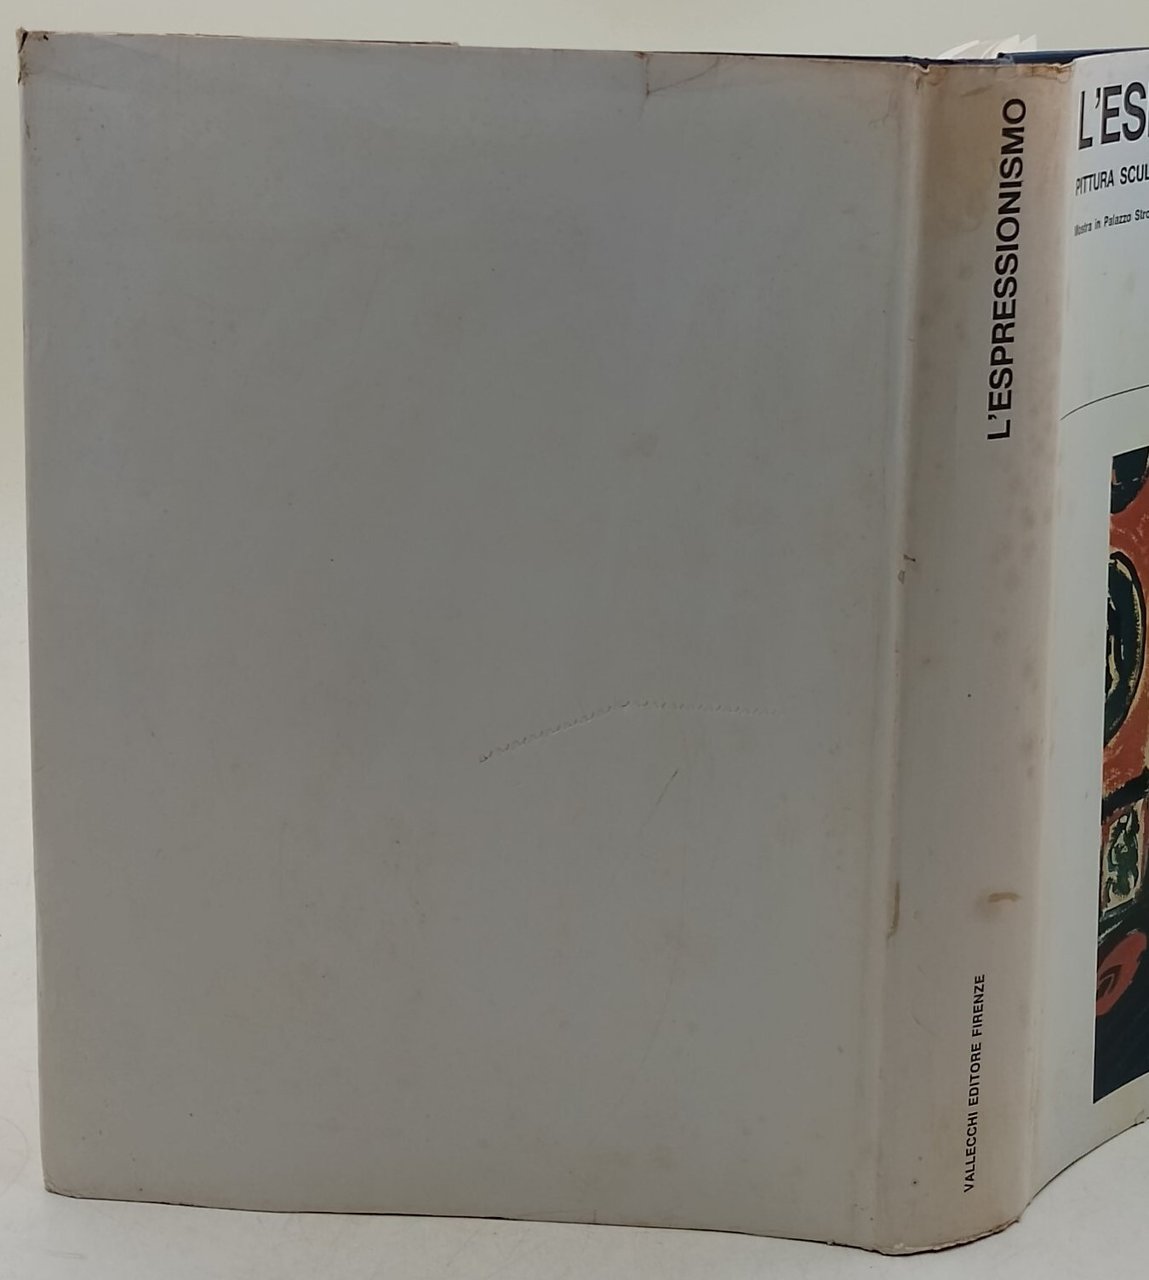 L'ESPRESSIONISMO
VALLECCHI EDITORE FIRENZE
L'ES
PITTURA SCUL
Mostra in Palazzo Stro